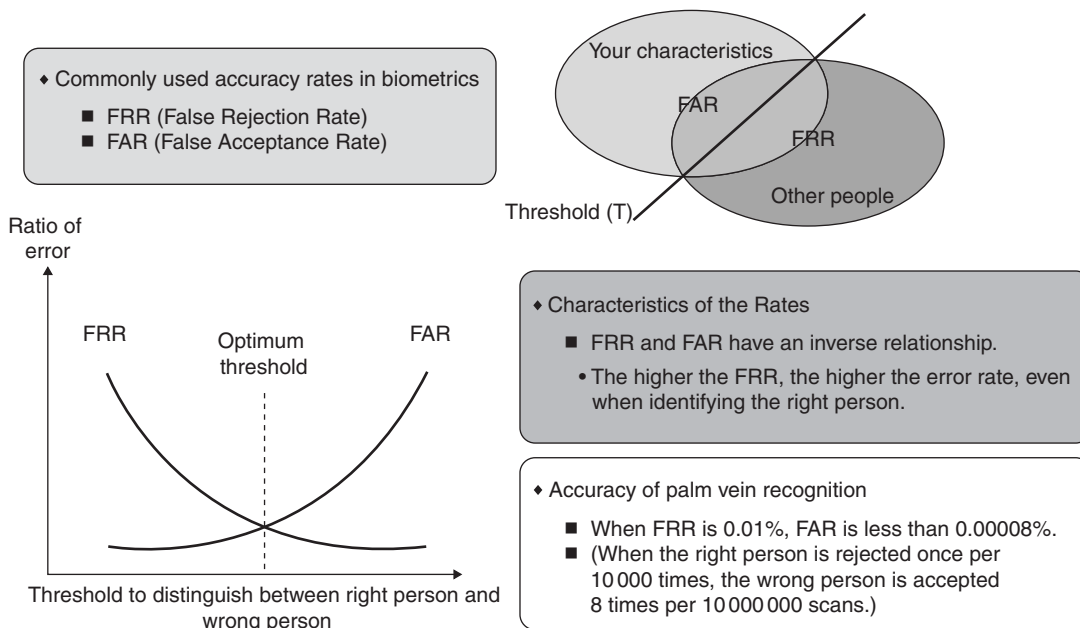 ♦ Commonly used accuracy rates in biometrics
■ FRR (False Rejection Rate)
■ FAR (False Acceptance Rate)
Your characteristics
FAR
FRR
Other people
Threshold (T)
Ratio of
error
FRR
Optimum
threshold
FAR
Threshold to distinguish between right person and
wrong person
♦ Characteristics of the Rates
■ FRR and FAR have an inverse relationship.
• The higher the FRR, the higher the error rate, even
when identifying the right person.
♦ Accuracy of palm vein recognition
■ When FRR is 0.01%, FAR is less than 0.00008%.
■ (When the right person is rejected once per
10 000 times, the wrong person is accepted
8 times per 10 000 000 scans.)